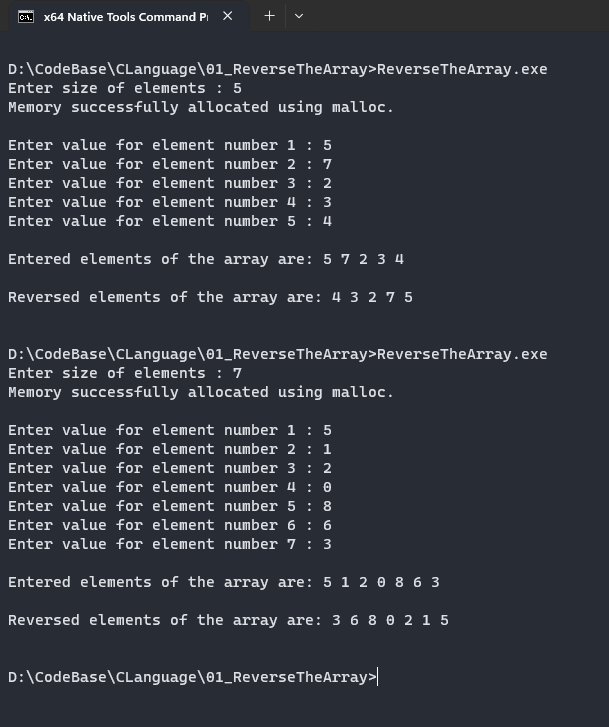 x64 Native Tools Command P
D:\CodeBase\CLanguage\01_ReverseTheArray>ReverseTheArray.exe
Enter size of elements : 5
Memory successfully allocated using malloc.
Enter value for element number 1 : 5
Enter value for element number 2 : 7
Enter value for element number 3 : 2
Enter value for element number 4 : 3
Enter value for element number 5 : 4
Entered elements of the array are: 5 7 2 3 4
Reversed elements of the array are: 4 3 2 7 5
D:\CodeBase\CLanguage\01_ReverseTheArray>ReverseTheArray.exe
Enter size of elements : 7
Memory successfully allocated using malloc.
Enter value for element number 1 : 5
Enter value for element number 2 : 1
Enter value for element number 3 : 2
Enter value for element number 4 : 0
Enter value for element number 5 : 8
Enter value for element number 6 : 6
Enter value for element number 7 : 3
Entered elements of the array are: 5 1 2 0 8 6 3
Reversed elements of the array are: 3 6 8 0 2 1 5
D:\CodeBase\CLanguage\01_ReverseTheArray>